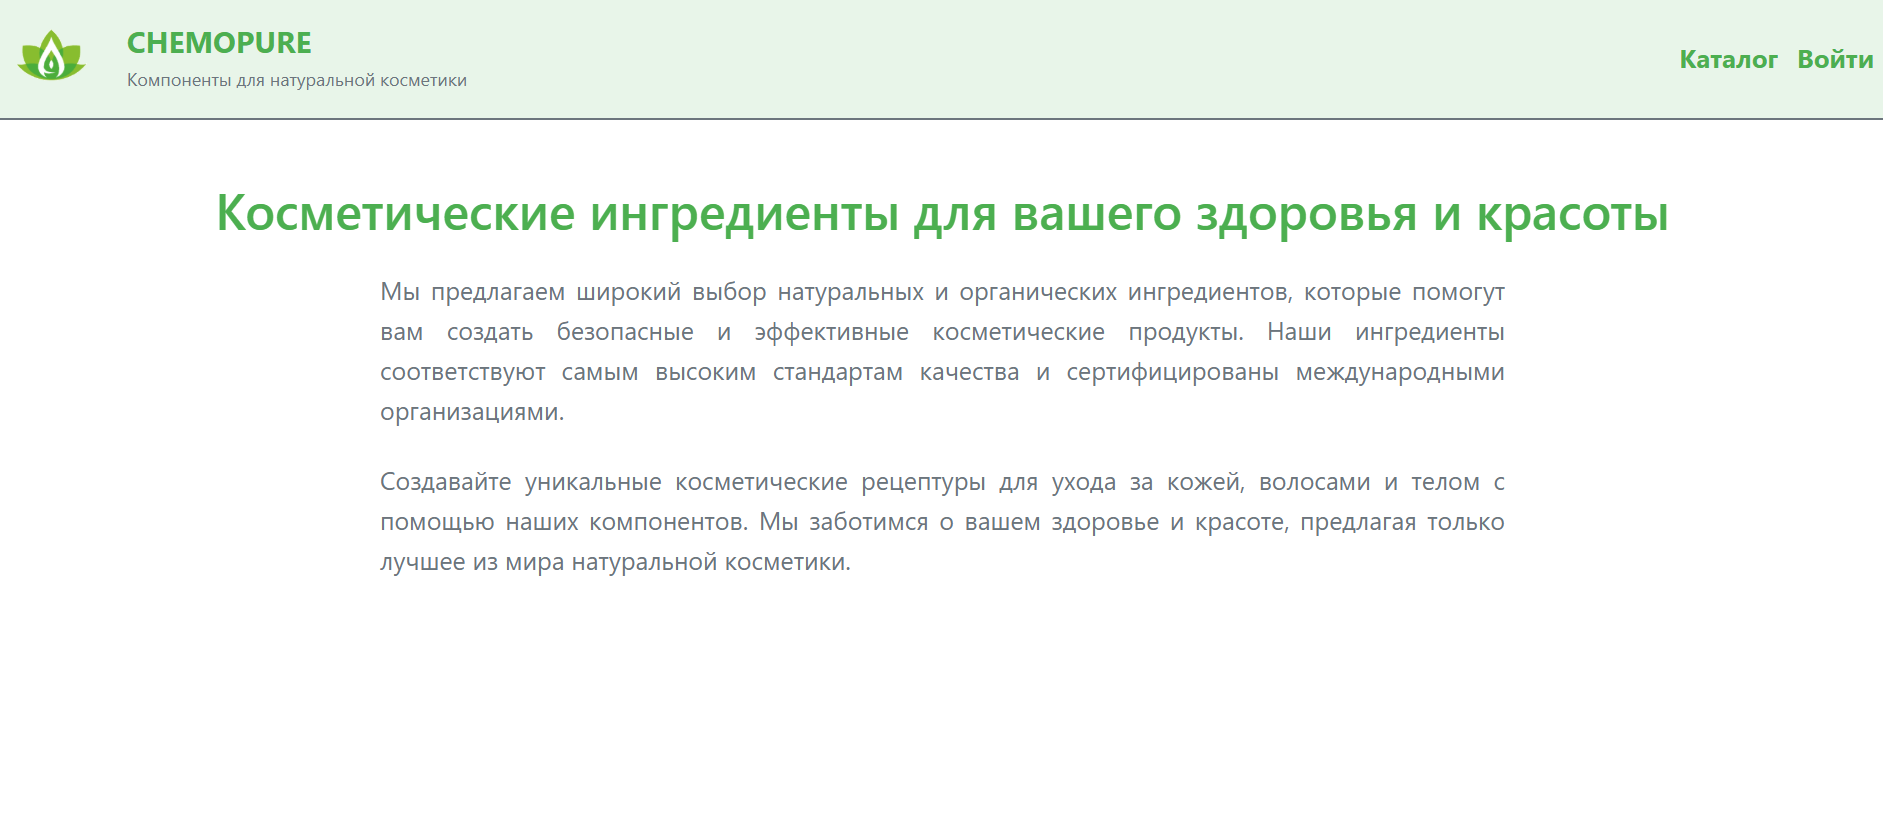 CHEMOPURE
Компоненты для натуральной косметики
Каталог Войти
Косметические ингредиенты для вашего здоровья и красоты
Мы предлагаем широкий выбор натуральных и органических ингредиентов, которые помогут
вам создать безопасные и эффективные косметические продукты. Наши ингредиенты
соответствуют самым высоким стандартам качества и сертифицированы международными
организациями.
Создавайте уникальные косметические рецептуры для ухода за кожей, волосами и телом с
помощью наших компонентов. Мы заботимся о вашем здоровье и красоте, предлагая только
лучшее из мира натуральной косметики.